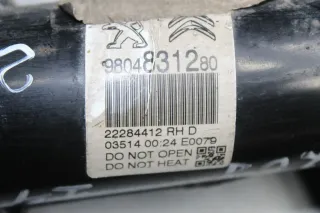 9804831280
22284412 RH D
03514 00:24 E0079
DO NOT OPEN
DO NOT HEAT